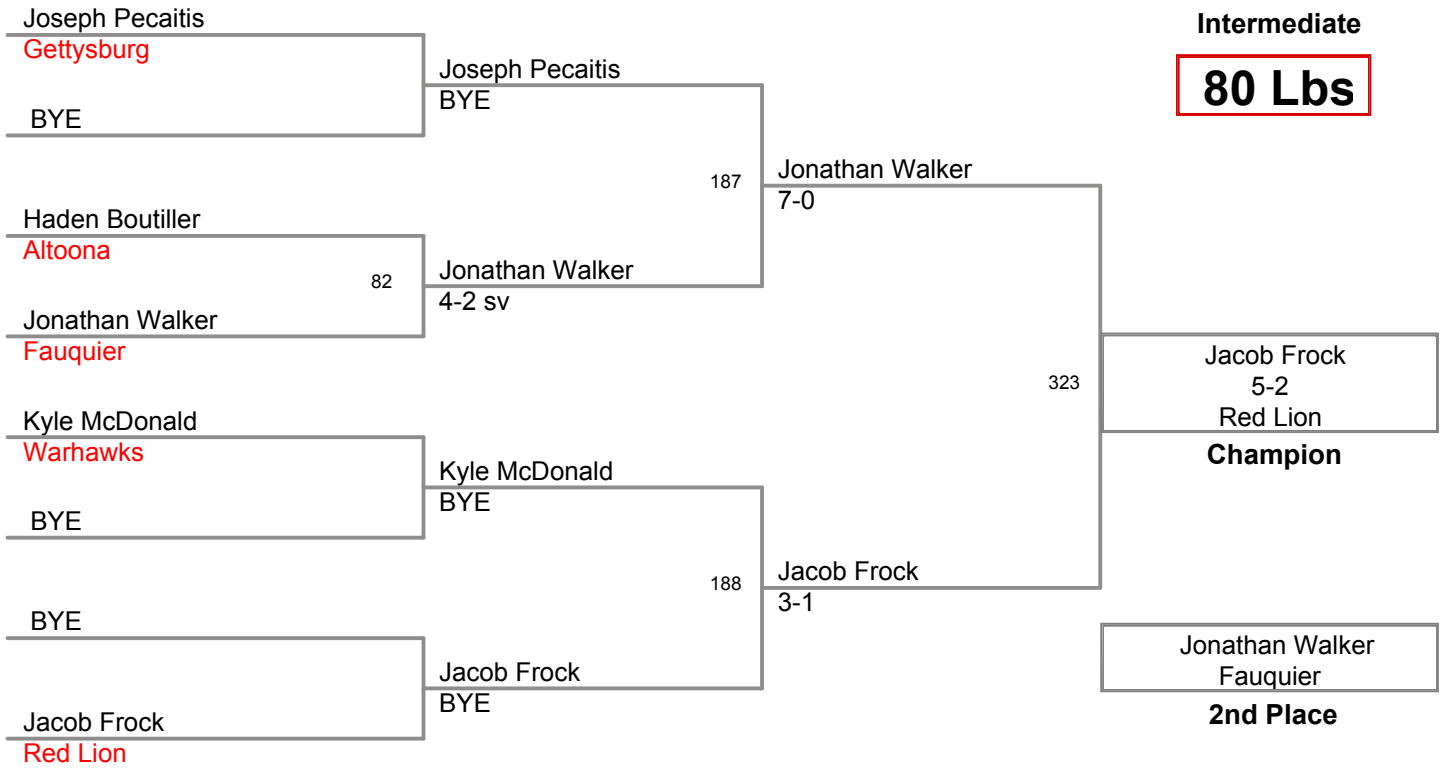 Joseph Pecaitis
Gettysburg
BYE
Haden Boutiller
Altoona
82
Jonathan Walker
Fauquier
Kyle McDonald
Warhawks
BYE
BYE
Jacob Frock
Red Lion
Joseph Pecaitis
BYE
187
Jonathan Walker
4-2 sv
Kyle McDonald
BYE
188
Jacob Frock
BYE
Jonathan Walker
7-0
323
Jacob Frock
3-1
Intermediate
80 Lbs
Jacob Frock
5-2
Red Lion
Champion
Jonathan Walker
Fauquier
2nd Place